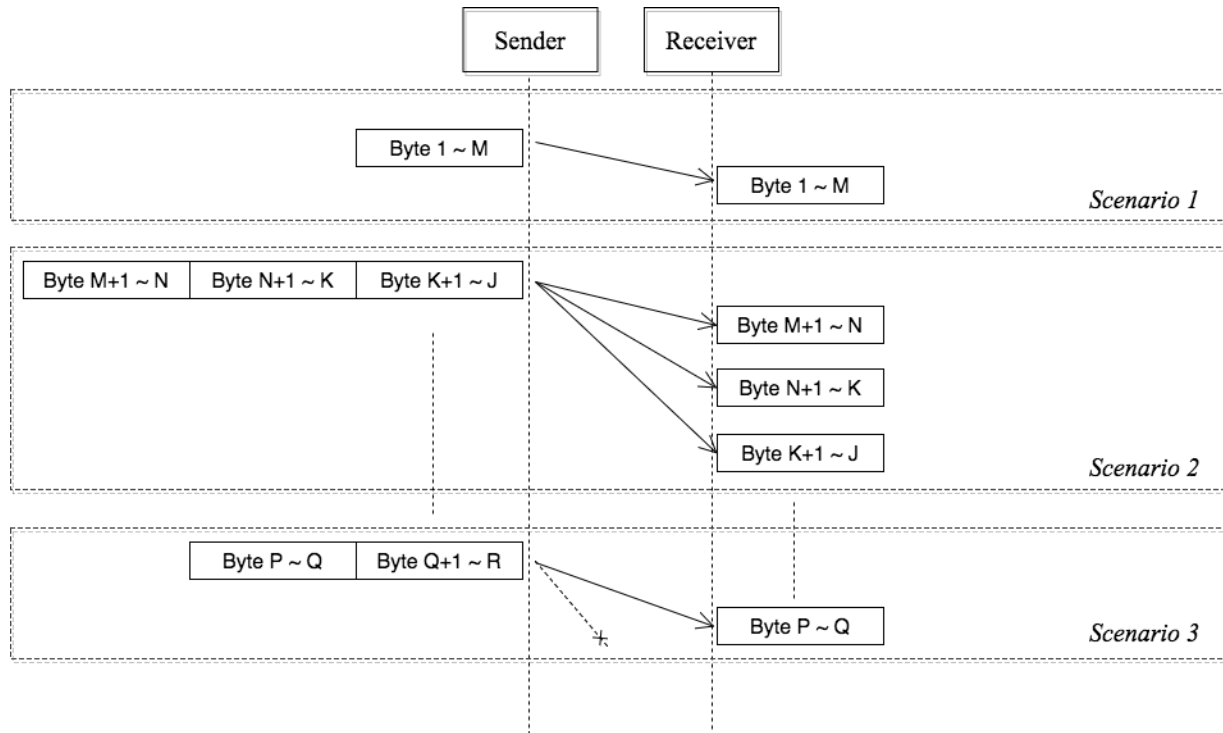 Sender
Receiver
Byte 1 ~ M
Byte 1 ~ M
Scenario 1
Byte M+1 ~ N
Byte N+1 ~ K
Byte K+1 ~ J
Byte M+1 ~ N
Byte N+1 ~ K
Byte K+1 ~ J
Scenario 2
Byte P ~ Q
Byte Q+1 ~ R
Byte P ~ Q
Scenario 3